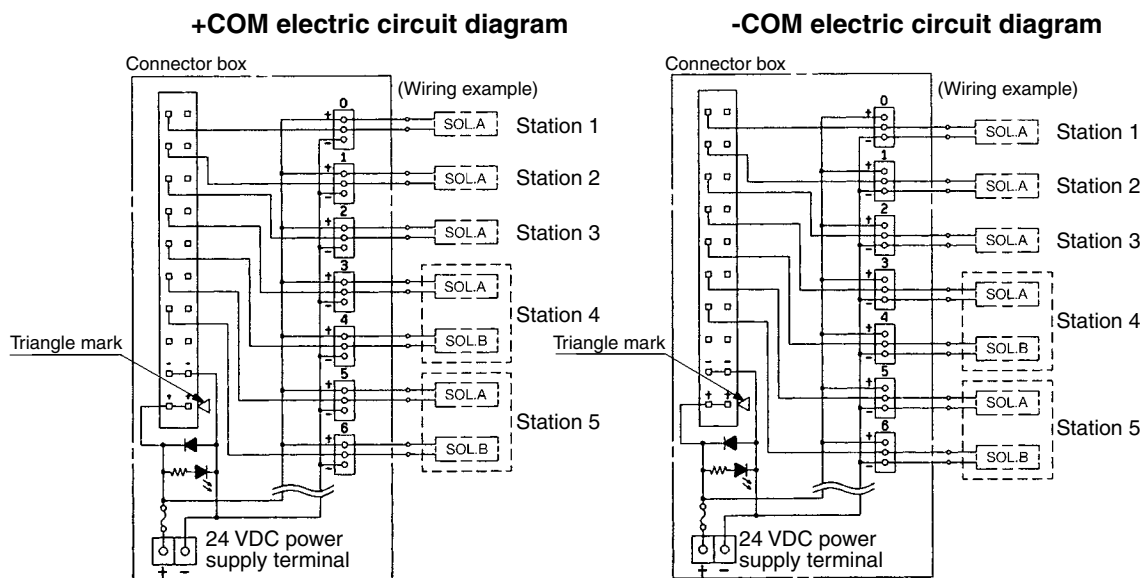 +COM electric circuit diagram
Connector box
(Wiring example)
0
+
-
SOL.A
Station 1
1
+
-
SOL.A
Station 2
2
+
-
SOL.A
Station 3
3
+
-
SOL.A
Station 4
4
+
-
SOL.B
Triangle mark
- -
5
+
-
SOL.A
+ +
Station 5
6
+
-
SOL.B
24 VDC power
supply terminal
+ -
-COM electric circuit diagram
Connector box
(Wiring example)
0
+
-
SOL.A
Station 1
1
+
-
SOL.A
Station 2
2
+
-
SOL.A
Station 3
3
+
-
SOL.A
Station 4
4
+
-
SOL.B
Triangle mark
- -
5
+
-
SOL.A
+ +
Station 5
6
+
-
SOL.B
24 VDC power
supply terminal
+ -